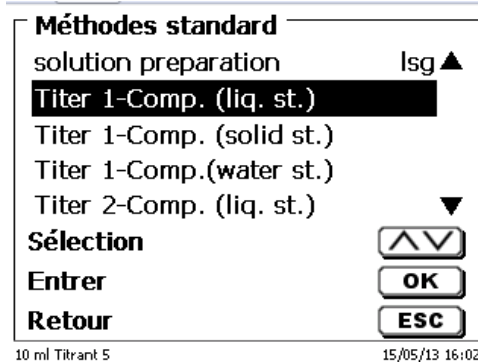 Méthodes standard
solution preparation lsg
Titer 1-Comp. (liq. st.)
Titer 1-Comp. (solid st.)
Titer 1-Comp.(water st.)
Titer 2-Comp. (liq. st.)
Sélection
Entrer OK
Retour ESC
10 ml Titrant 5 15/05/13 16:02